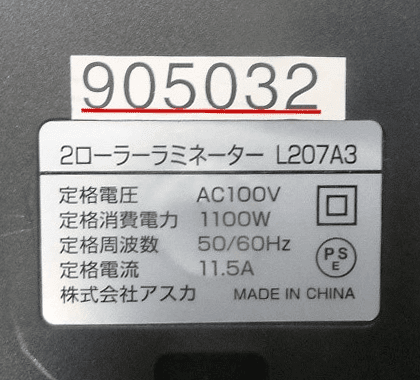 905032
2ローラーラミネーター L207A3
定格電圧 AC100V
定格消費電力 1100W
定格周波数 50/60Hz
PS
E
定格電流 11.5A
株式会社アスカ MADE IN CHINA